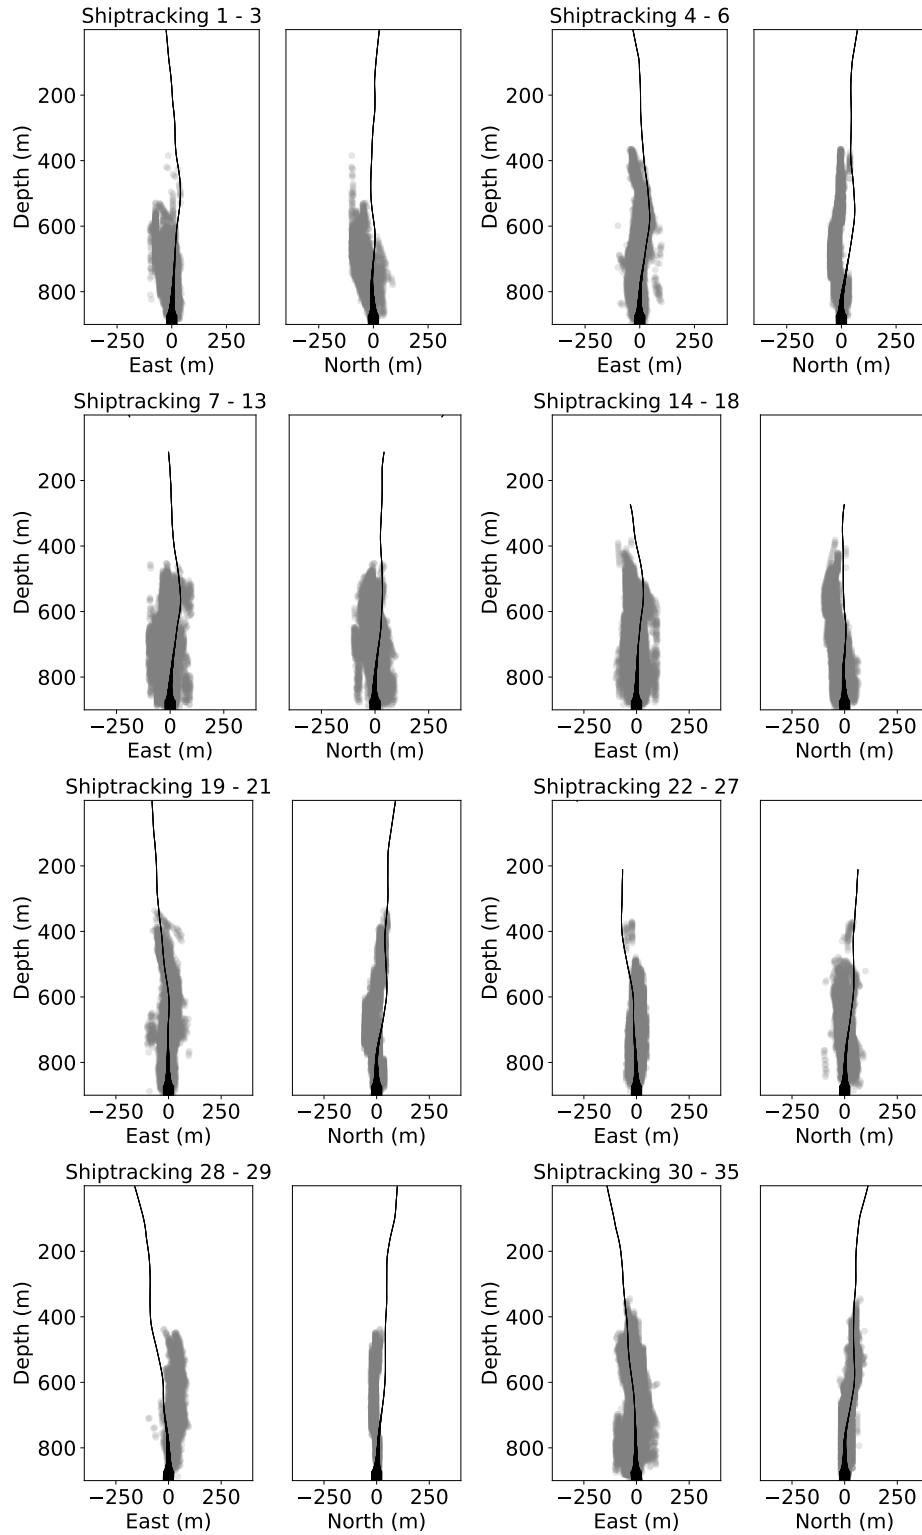 Shiptracking 1 - 3
Depth (m)
200
400
600
800
−250 0 250
East (m)
−250 0 250
North (m)
Shiptracking 4 - 6
Depth (m)
200
400
600
800
−250 0 250
East (m)
−250 0 250
North (m)
Shiptracking 7 - 13
Depth (m)
200
400
600
800
−250 0 250
East (m)
−250 0 250
North (m)
Shiptracking 14 - 18
Depth (m)
200
400
600
800
−250 0 250
East (m)
−250 0 250
North (m)
Shiptracking 19 - 21
Depth (m)
200
400
600
800
−250 0 250
East (m)
−250 0 250
North (m)
Shiptracking 22 - 27
Depth (m)
200
400
600
800
−250 0 250
East (m)
−250 0 250
North (m)
Shiptracking 28 - 29
Depth (m)
200
400
600
800
−250 0 250
East (m)
−250 0 250
North (m)
Shiptracking 30 - 35
Depth (m)
200
400
600
800
−250 0 250
East (m)
−250 0 250
North (m)